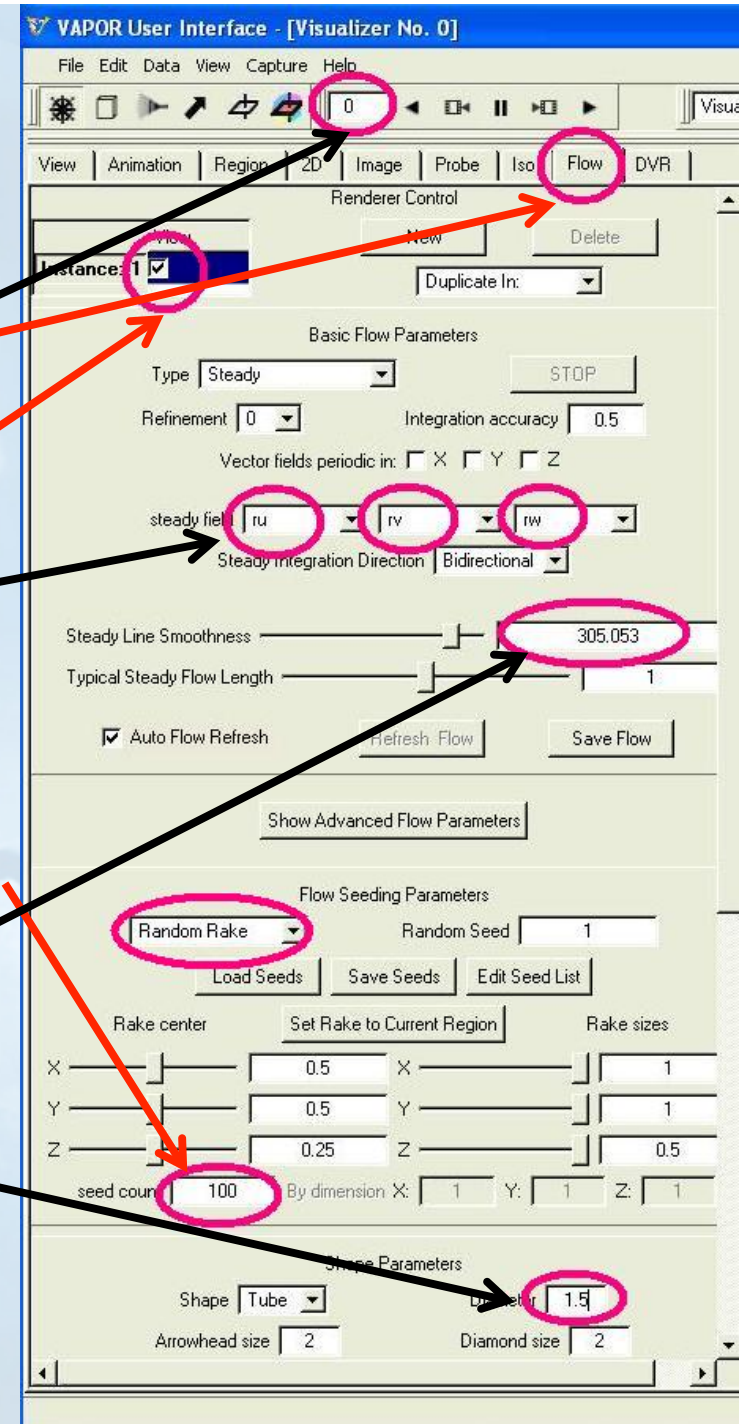 VAPOR User Interface - [Visualizer No. 0]
File Edit Data View Capture Help
0 Visua
View Animation Region 2D Image Probe Iso Flow DVR
Renderer Control
View New Delete
Instance: 1 Duplicate In:
Basic Flow Parameters
Type Steady STOP
Refinement 0 Integration accuracy 0.5
Vector fields periodic in: X Y Z
steady field ru rv rw
Steady Integration Direction Bidirectional
Steady Line Smoothness 305.053
Typical Steady Flow Length 1
Auto Flow Refresh Refresh Flow Save Flow
Show Advanced Flow Parameters
Flow Seeding Parameters
Random Rake Random Seed 1
Load Seeds Save Seeds Edit Seed List
Rake center Set Rake to Current Region Rake sizes
X 0.5 X 1
Y 0.5 Y 1
Z 0.25 Z 0.5
seed count 100 By dimension X: 1 Y: 1 Z: 1
Shape Parameters
Shape Tube Diameter 1.5
Arrowhead size 2 Diamond size 2